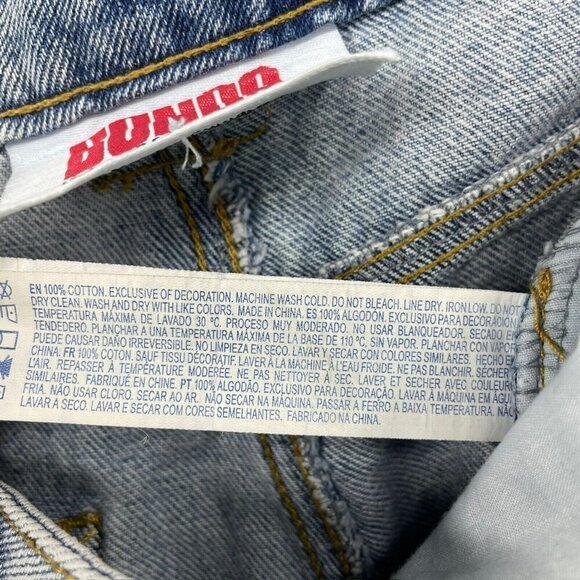 EN 100% COTTON. EXCLUSIVE OF DECORATION. MACHINE WASH COLD. DO NOT BLEACH. LINE DRY. IRON LOW. DO NOT
DRY CLEAN. WASH AND DRY WITH LIKE COLORS. MADE IN CHINA. ES 100% ALGODÓN. EXCLUSIVO PARA DECORACIÓN
TEMPERATURA MÁXIMA DE LAVADO 30 °C. PROCESO MUY MODERADO. NO USAR BLANQUEADOR. SECADO EN
TENDEDERO. PLANCHAR A UNA TEMPERATURA MÁXIMA DE LA BASE DE 110 °C, SIN VAPOR. PLANCHAR CON VAPOR
PUEDE CAUSAR DAÑO IRREVERSIBLE. NO LIMPIAR EN SECO. LAVAR Y SECAR CON COLORES SIMILARES. HECHO EN
CHINA. FR 100% COTON. SAUF TISSU DÉCALER LAVER À LA MACHINE À L'EAU FROIDE. NE PAS BLANCHIR. SÉCHER
L'AIR. REPASSER À TEMPÉRATURE MODÉRÉE. NE PAS NETTOYER À SEC. LAVER ET SÉCHER AVEC COULEURS
SIMILAIRES. FABRIQUÉ EN CHINE. PT 100% ALGODÃO. EXCLUSIVO PARA DECORAÇÃO. LAVAR À MÁQUINA EM ÁGUA
FRIA. NÃO USAR CLORO. SECAR AO AR. NÃO SECAR NA MÁQUINA. PASSAR A FERRO A BAIXA TEMPERATURA. NÃO
LAVAR A SECO. LAVAR E SECAR COM CORES SEMELHANTES. FABRICADO NA CHINA.